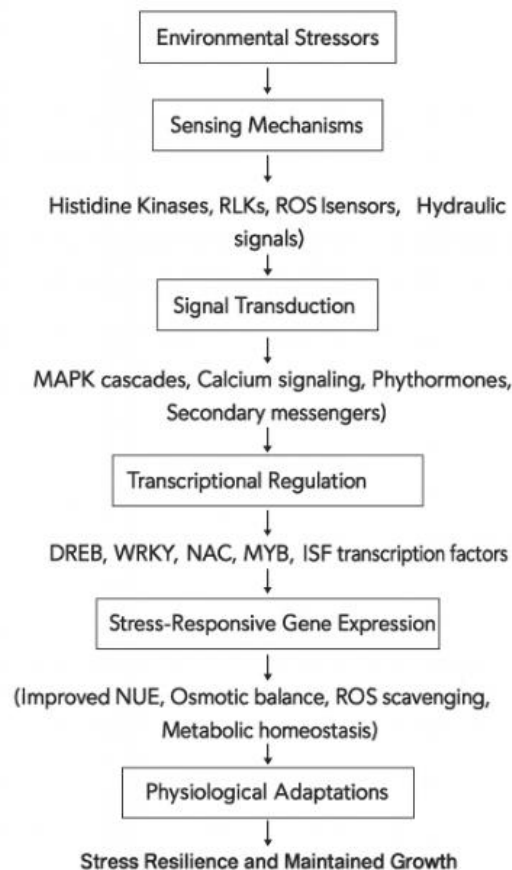 Environmental Stressors
Sensing Mechanisms
Histidine Kinases, RLKs, ROS lsensors, Hydraulic
signals)
Signal Transduction
MAPK cascades, Calcium signaling, Phythormones,
Secondary messengers)
Transcriptional Regulation
DREB, WRKY, NAC, MYB, ISF transcription factors
Stress-Responsive Gene Expression
(Improved NUE, Osmotic balance, ROS scavenging,
Metabolic homeostasis)
Physiological Adaptations
Stress Resilience and Maintained Growth